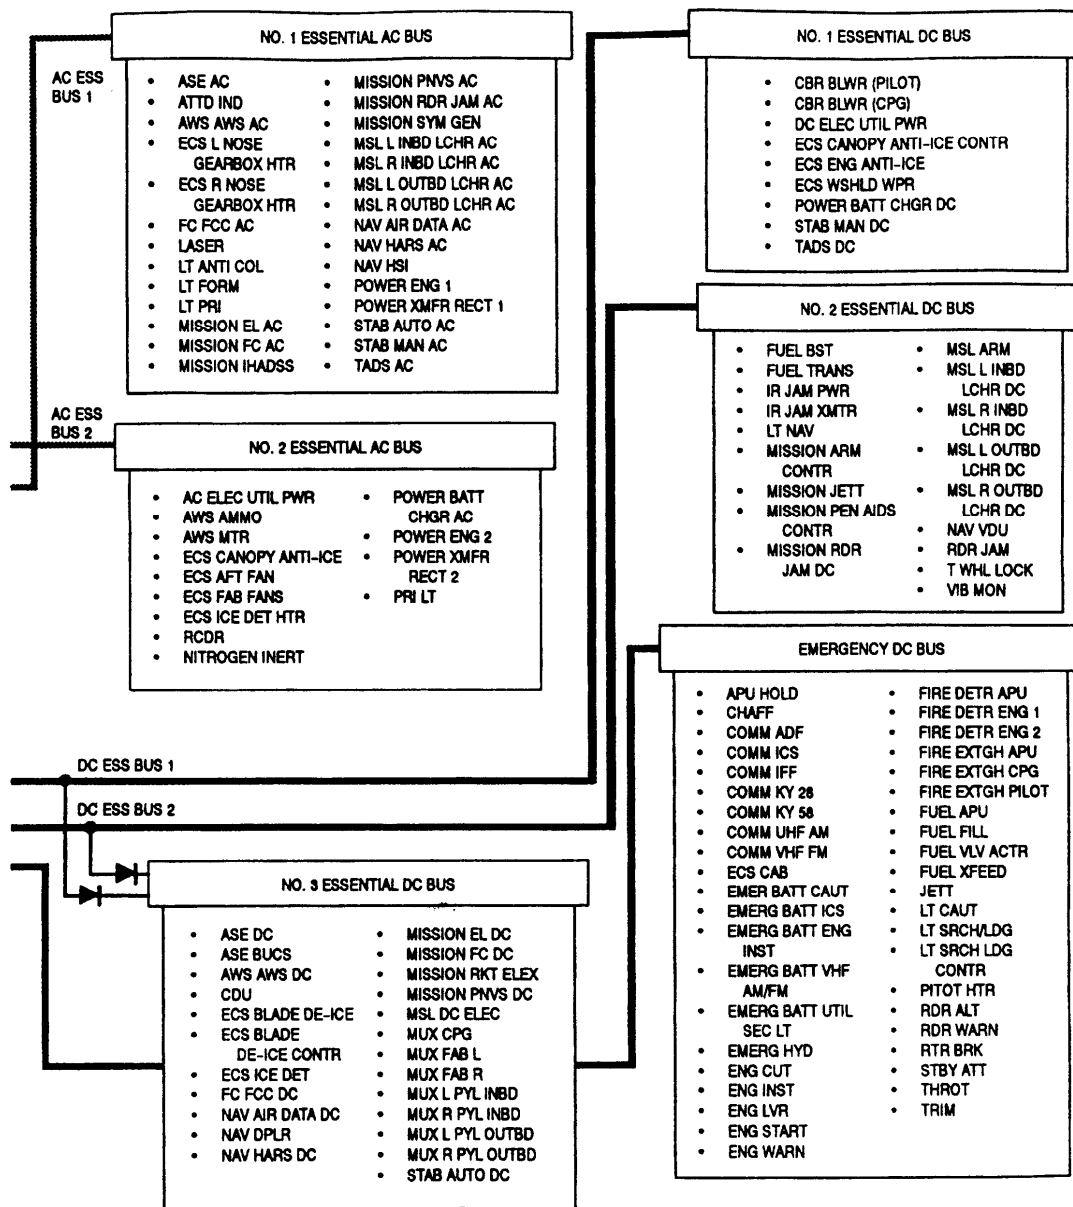 AC ESS
BUS 1
NO. 1 ESSENTIAL AC BUS
• ASE AC
• ATTD IND
• AWS AWS AC
• ECS L NOSE
GEARBOX HTR
• ECS R NOSE
GEARBOX HTR
• FC FCC AC
• LASER
• LT ANTI COL
• LT FORM
• LT PRI
• MISSION EL AC
• MISSION FC AC
• MISSION IHADSS
• MISSION PNVS AC
• MISSION RDR JAM AC
• MISSION SYM GEN
• MSL L INBD LCHR AC
• MSL R INBD LCHR AC
• MSL L OUTBD LCHR AC
• MSL R OUTBD LCHR AC
• NAV AIR DATA AC
• NAV HARS AC
• NAV HSI
• POWER ENG 1
• POWER XMFR RECT 1
• STAB AUTO AC
• STAB MAN AC
• TADS AC
AC ESS
BUS 2
NO. 2 ESSENTIAL AC BUS
• AC ELEC UTIL PWR
• AWS AMMO
• AWS MTR
• ECS CANOPY ANTI-ICE
• ECS AFT FAN
• ECS FAB FANS
• ECS ICE DET HTR
• RCDR
• NITROGEN INERT
• POWER BATT
CHGR AC
• POWER ENG 2
• POWER XMFR
RECT 2
• PRI LT
DC ESS BUS 1
DC ESS BUS 2
NO. 3 ESSENTIAL DC BUS
• ASE DC
• ASE BUCS
• AWS AWS DC
• CDU
• ECS BLADE DE-ICE
• ECS BLADE
DE-ICE CONTR
• ECS ICE DET
• FC FCC DC
• NAV AIR DATA DC
• NAV DPLR
• NAV HARS DC
• MISSION EL DC
• MISSION FC DC
• MISSION RKT ELEX
• MISSION PNVS DC
• MSL DC ELEC
• MUX CPG
• MUX FAB L
• MUX FAB R
• MUX L PYL INBD
• MUX R PYL INBD
• MUX L PYL OUTBD
• MUX R PYL OUTBD
• STAB AUTO DC
NO. 1 ESSENTIAL DC BUS
• CBR BLWR (PILOT)
• CBR BLWR (CPG)
• DC ELEC UTIL PWR
• ECS CANOPY ANTI-ICE CONTR
• ECS ENG ANTI-ICE
• ECS WSHLD WPR
• POWER BATT CHGR DC
• STAB MAN DC
• TADS DC
NO. 2 ESSENTIAL DC BUS
• FUEL BST
• FUEL TRANS
• IR JAM PWR
• IR JAM XMTR
• LT NAV
• MISSION ARM
CONTR
• MISSION JETT
• MISSION PEN AIDS
CONTR
• MISSION RDR
JAM DC
• MSL ARM
• MSL L INBD
LCHR DC
• MSL R INBD
LCHR DC
• MSL L OUTBD
LCHR DC
• MSL R OUTBD
LCHR DC
• NAV VDU
• RDR JAM
• T WHL LOCK
• VIB MON
EMERGENCY DC BUS
• APU HOLD
• CHAFF
• COMM ADF
• COMM ICS
• COMM IFF
• COMM KY 28
• COMM KY 58
• COMM UHF AM
• COMM VHF FM
• ECS CAB
• EMER BATT CAUT
• EMERG BATT ICS
• EMERG BATT ENG
INST
• EMERG BATT VHF
AM/FM
• EMERG BATT UTIL
SEC LT
• EMERG HYD
• ENG CUT
• ENG INST
• ENG LVR
• ENG START
• ENG WARN
• FIRE DETR APU
• FIRE DETR ENG 1
• FIRE DETR ENG 2
• FIRE EXTGH APU
• FIRE EXTGH CPG
• FIRE EXTGH PILOT
• FUEL APU
• FUEL FILL
• FUEL VLV ACTR
• FUEL XFEED
• JETT
• LT CAUT
• LT SRCH/LDG
• LT SRCH LDG
CONTR
• PITOT HTR
• RDR ALT
• RDR WARN
• RTR BRK
• STBY ATT
• THROT
• TRIM